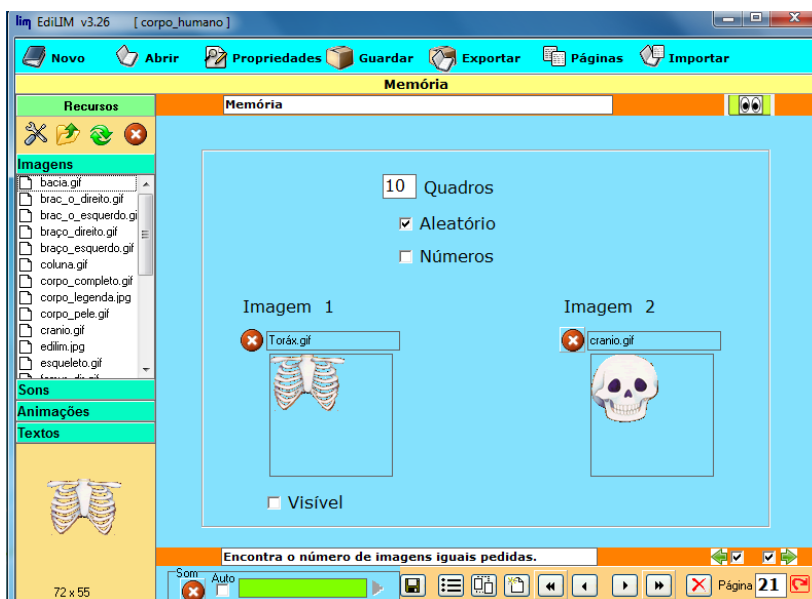 lim EdiLIM v3.26 [ corpo_humano ]
Novo Abrir Propriedades Guardar Exportar Páginas Importar
Memória
Recursos
Memória
Imagens
bacia.gif
brac_o_direito.gif
brac_o_esquerdo.gi
braço_direito.gif
braço_esquerdo.gif
coluna.gif
corpo_completo.gif
corpo_legenda.jpg
corpo_pele.gif
cranio.gif
edilim.jpg
esqueleto.gif
Sons
Animações
Textos
72 x 55
10 Quadros
Aleatório
Números
Imagem 1
Toráx.gif
Imagem 2
cranio.gif
Visível
Encontra o número de imagens iguais pedidas.
Som
Auto
Página 21